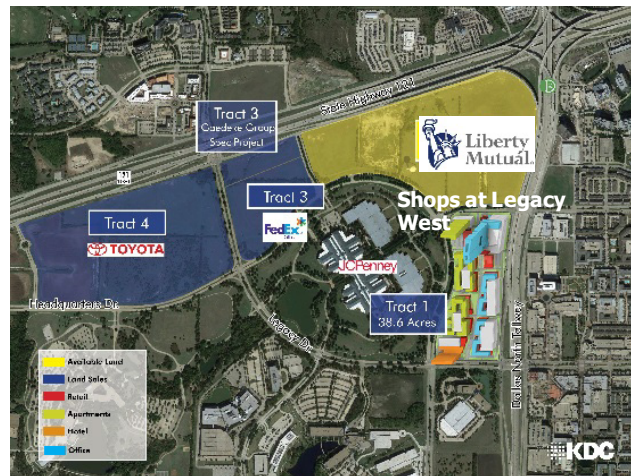 State Highway 121
Tract 3
Gaedeke Group
Spec Project
Liberty
Mutual
121
Shops at Legacy
West
Tract 3
Tract 4
FedEx
TOYOTA
JCPenney
Tract 1
38.6 Acres
Headquarters Dr.
Legacy Dr.
Dallas North Tollway
Available Land
Land Sales
Retail
Apartments
Hotel
Office
KDC